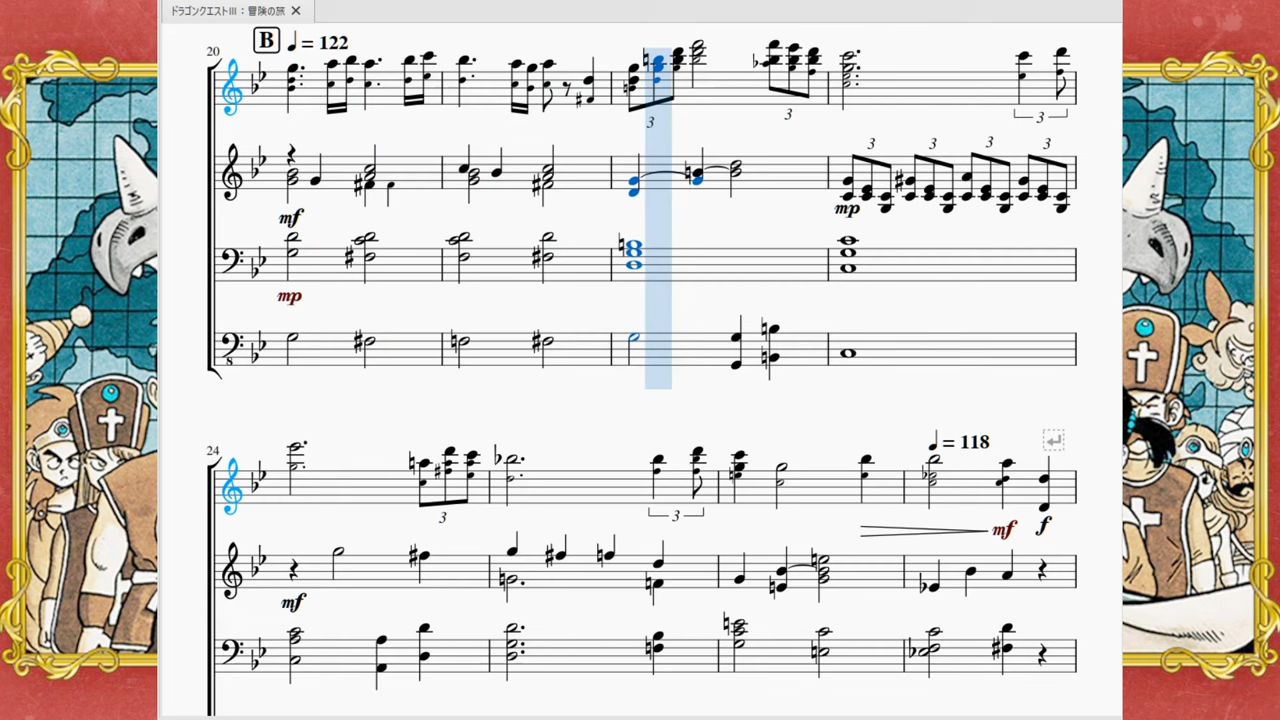 ドラゴンクエストⅢ：冒険の旅 ×
20 B ♩= 122
3 3 3
3 3 3 3
mf mp
mp
8
24 ♩= 118
3 3 mf f
mf